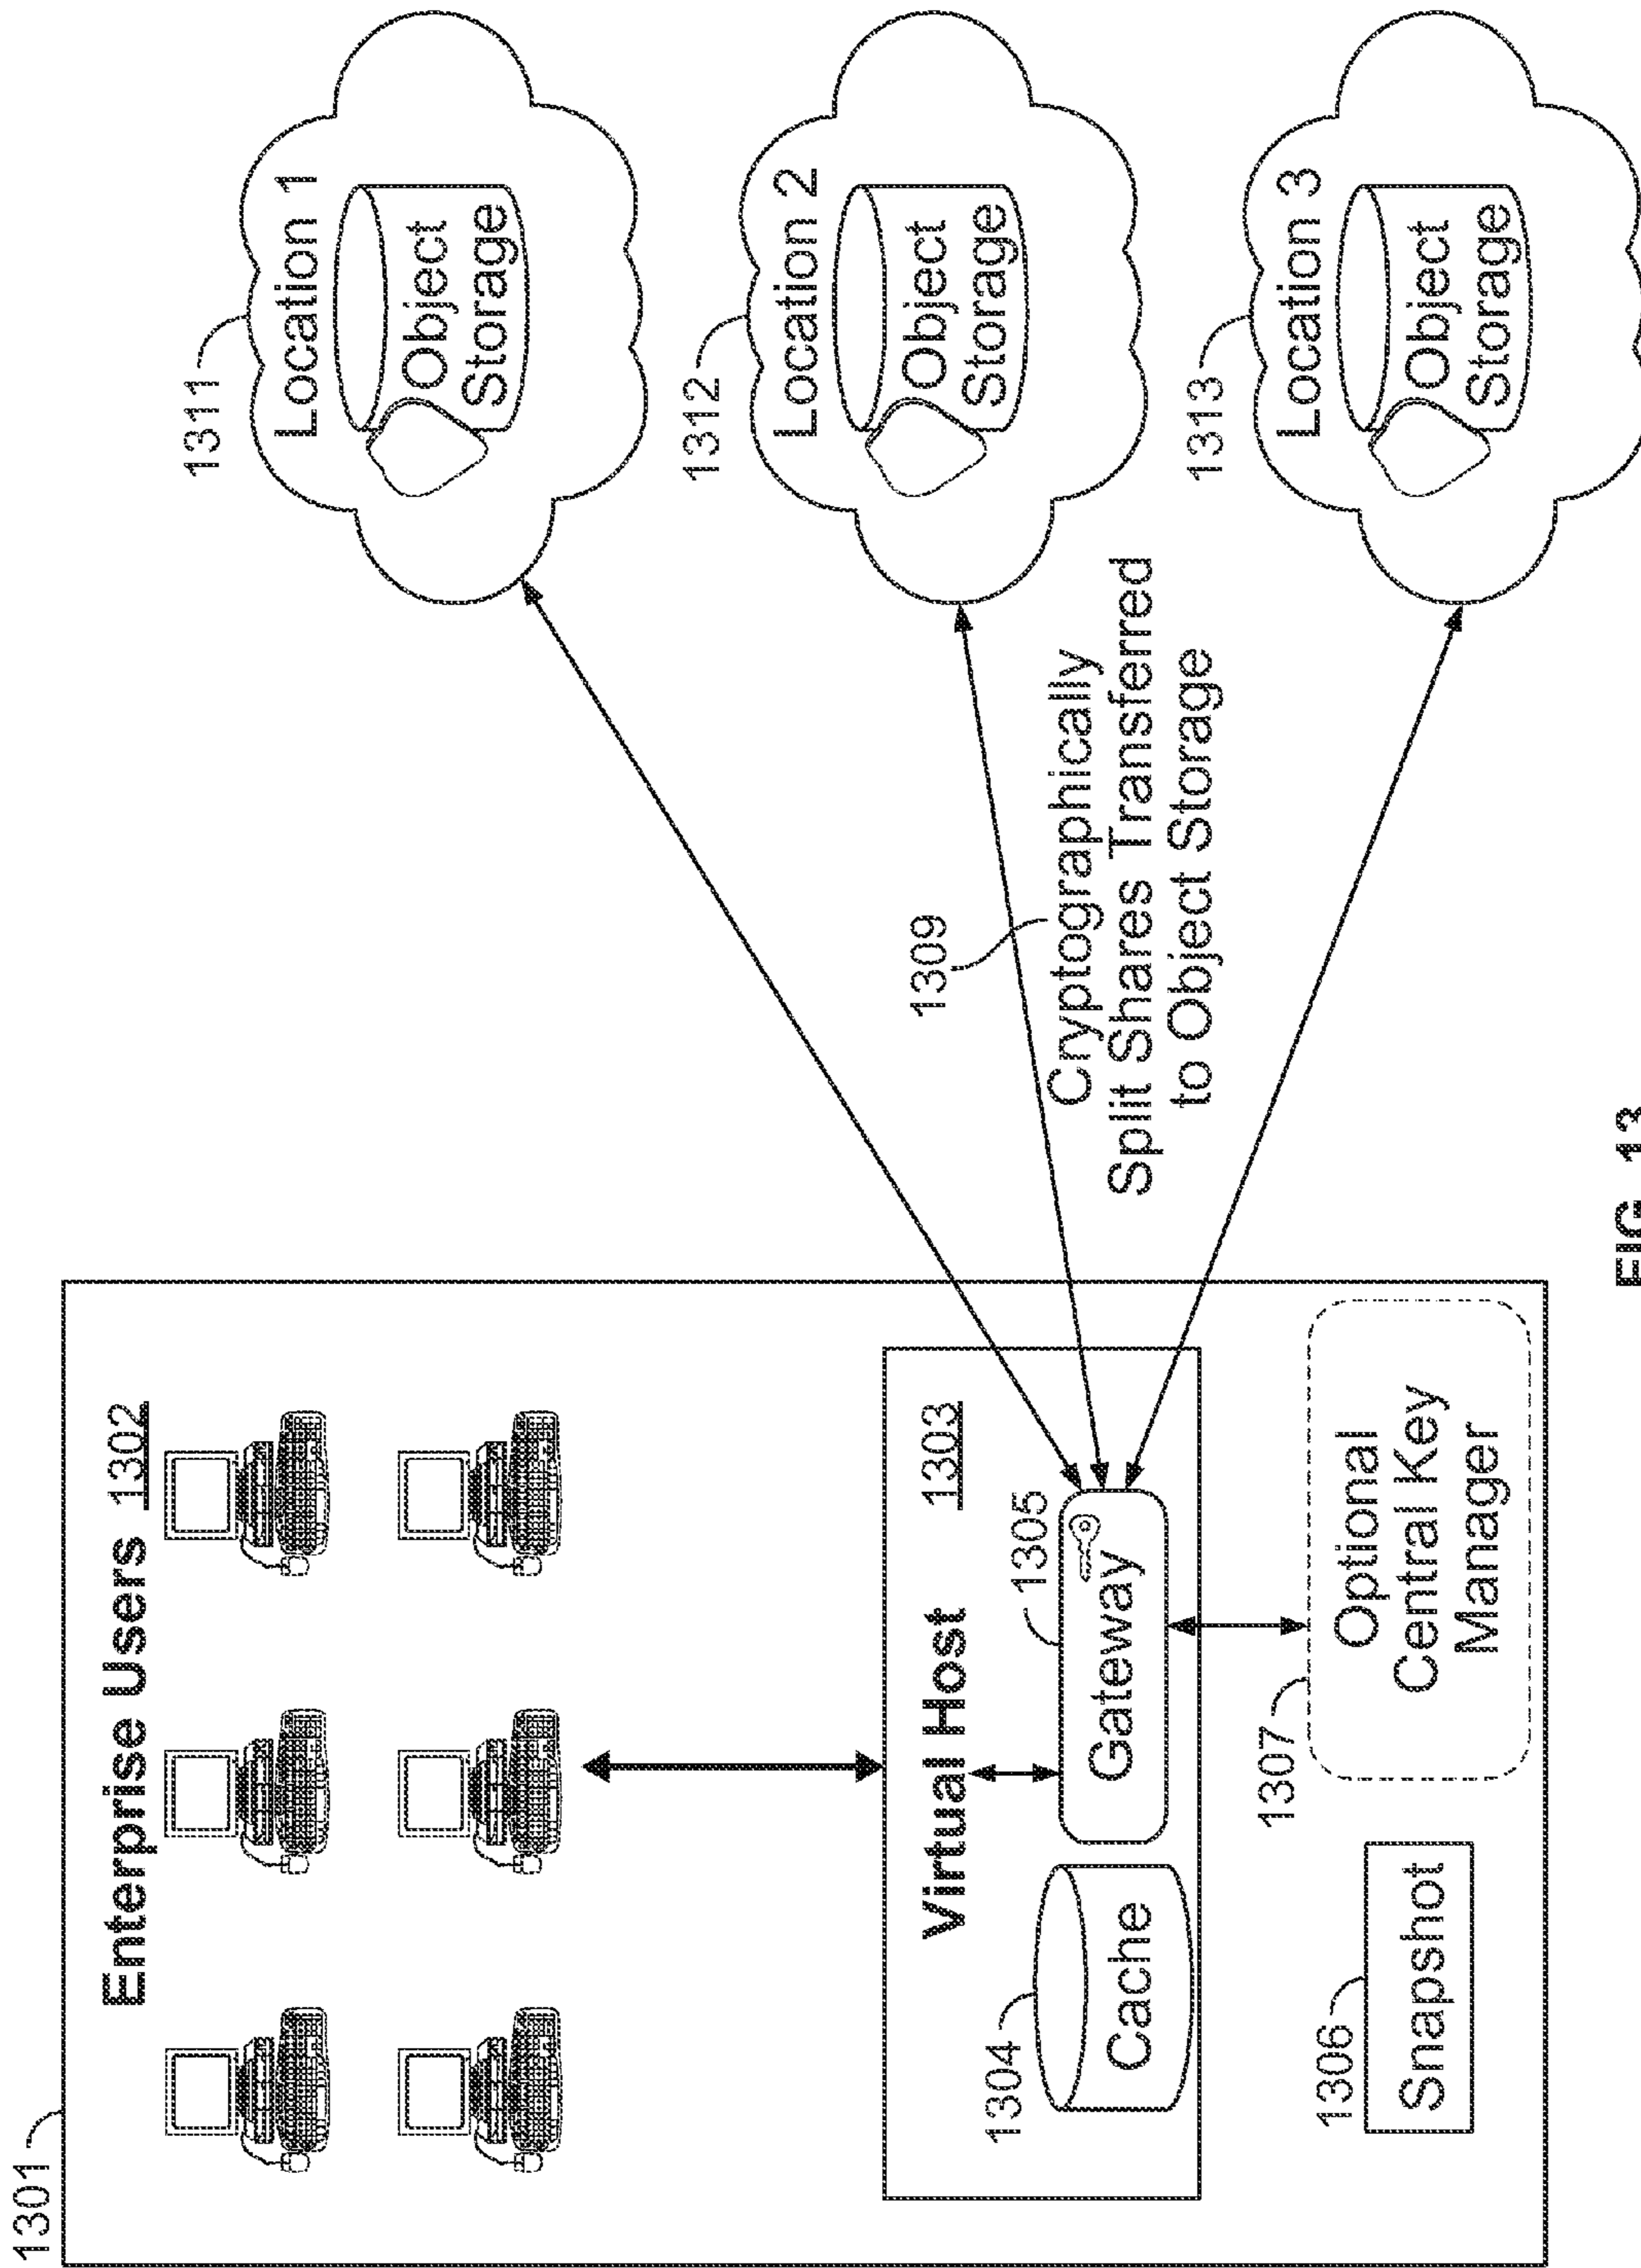 1301
Enterprise Users 1302
Virtual Host 1303
1304
Cache
1305
Gateway
1306
Snapshot
1307
Optional
Central Key
Manager
1309
Cryptographically
Split Shares Transferred
to Object Storage
1311
Location 1
Object
Storage
1312
Location 2
Object
Storage
1313
Location 3
Object
Storage
FIG. 13